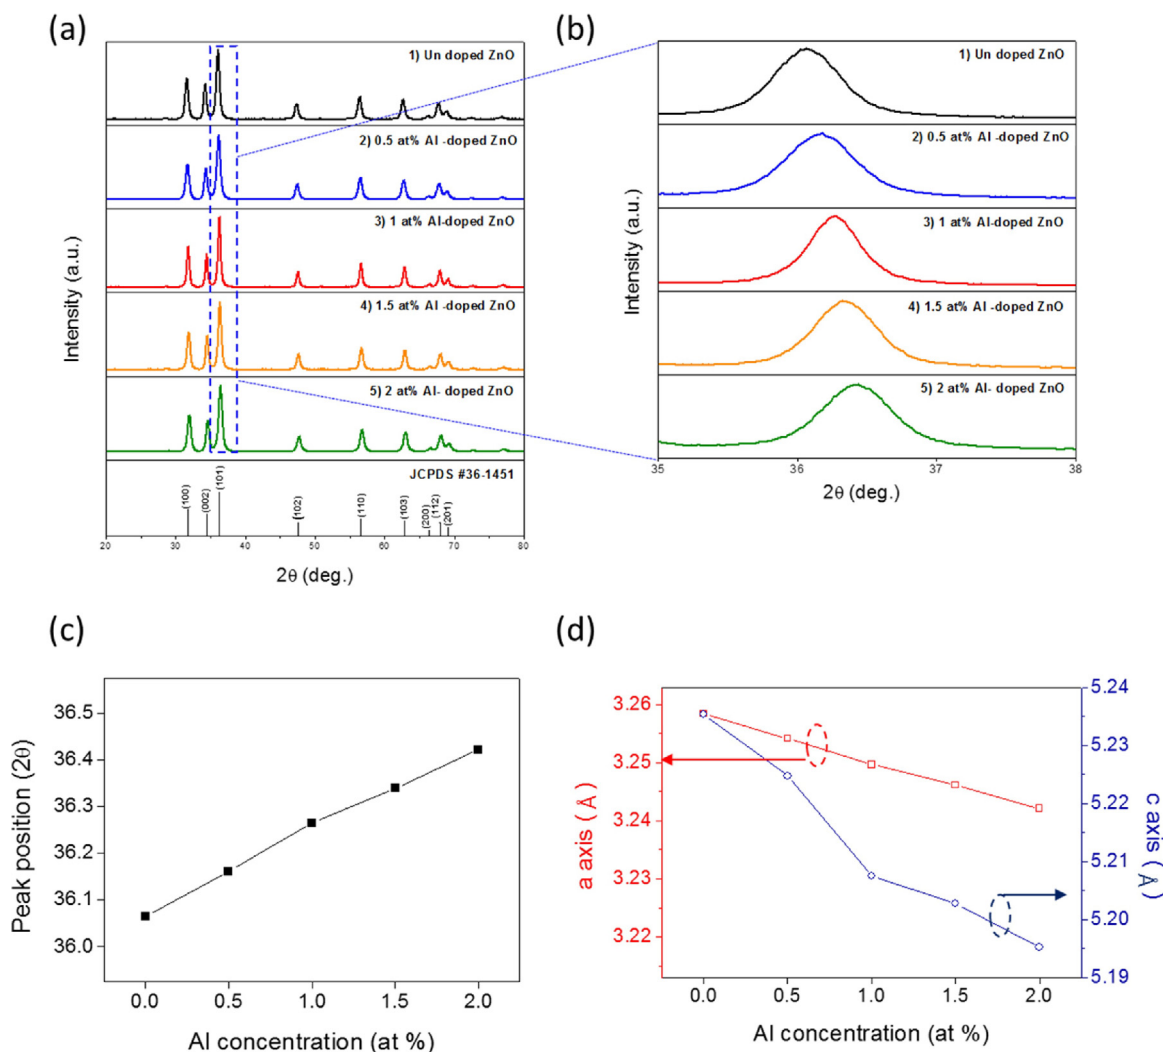 (a)
1) Un doped ZnO
2) 0.5 at% Al -doped ZnO
3) 1 at% Al-doped ZnO
4) 1.5 at% Al -doped ZnO
5) 2 at% Al- doped ZnO
JCPDS #36-1451
(100)
(002)
(101)
(102)
(110)
(103)
(200)
(112)
(201)
Intensity (a.u.)
20 30 40 50 60 70 80
2θ (deg.)
(b)
1) Un doped ZnO
2) 0.5 at% Al -doped ZnO
3) 1 at% Al-doped ZnO
4) 1.5 at% Al -doped ZnO
5) 2 at% Al- doped ZnO
Intensity (a.u.)
35 36 37 38
2θ (deg.)
(c)
36.5
36.4
36.3
36.2
36.1
36.0
Peak position (2θ)
0.0 0.5 1.0 1.5 2.0
Al concentration (at %)
(d)
3.26
3.25
3.24
3.23
3.22
a axis ( Å )
5.24
5.23
5.22
5.21
5.20
5.19
c axis ( Å )
0.0 0.5 1.0 1.5 2.0
Al concentration (at %)